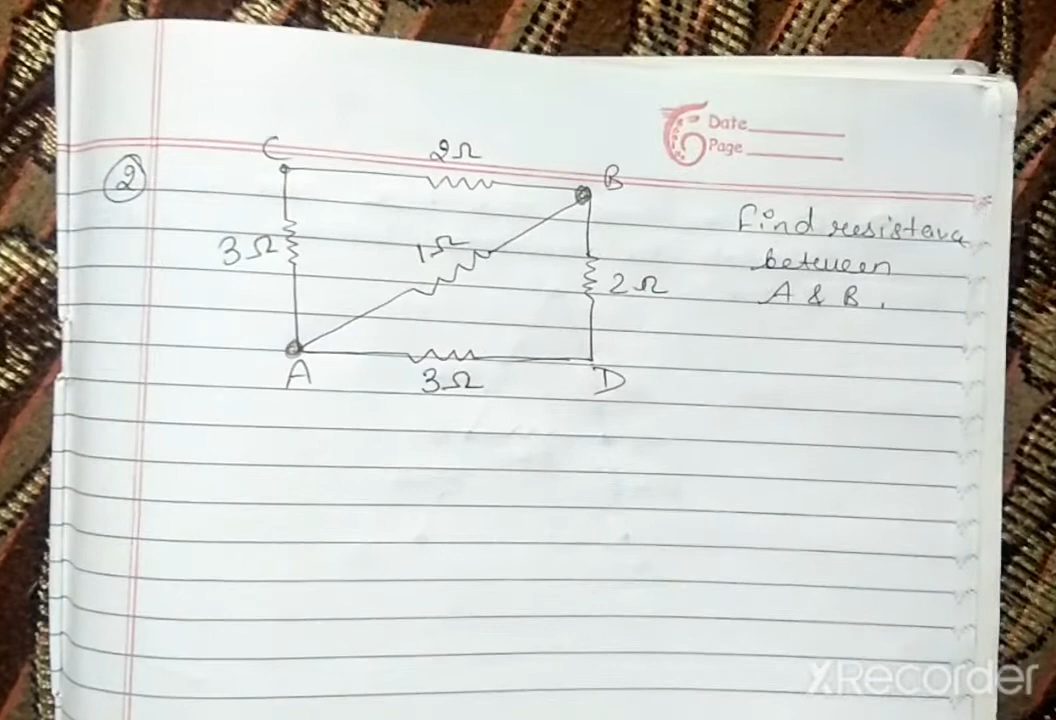 Date
Page
2
C
2Ω
B
Find resistance
between
A & B.
3Ω
1Ω
2Ω
A
3Ω
D
XRecorder